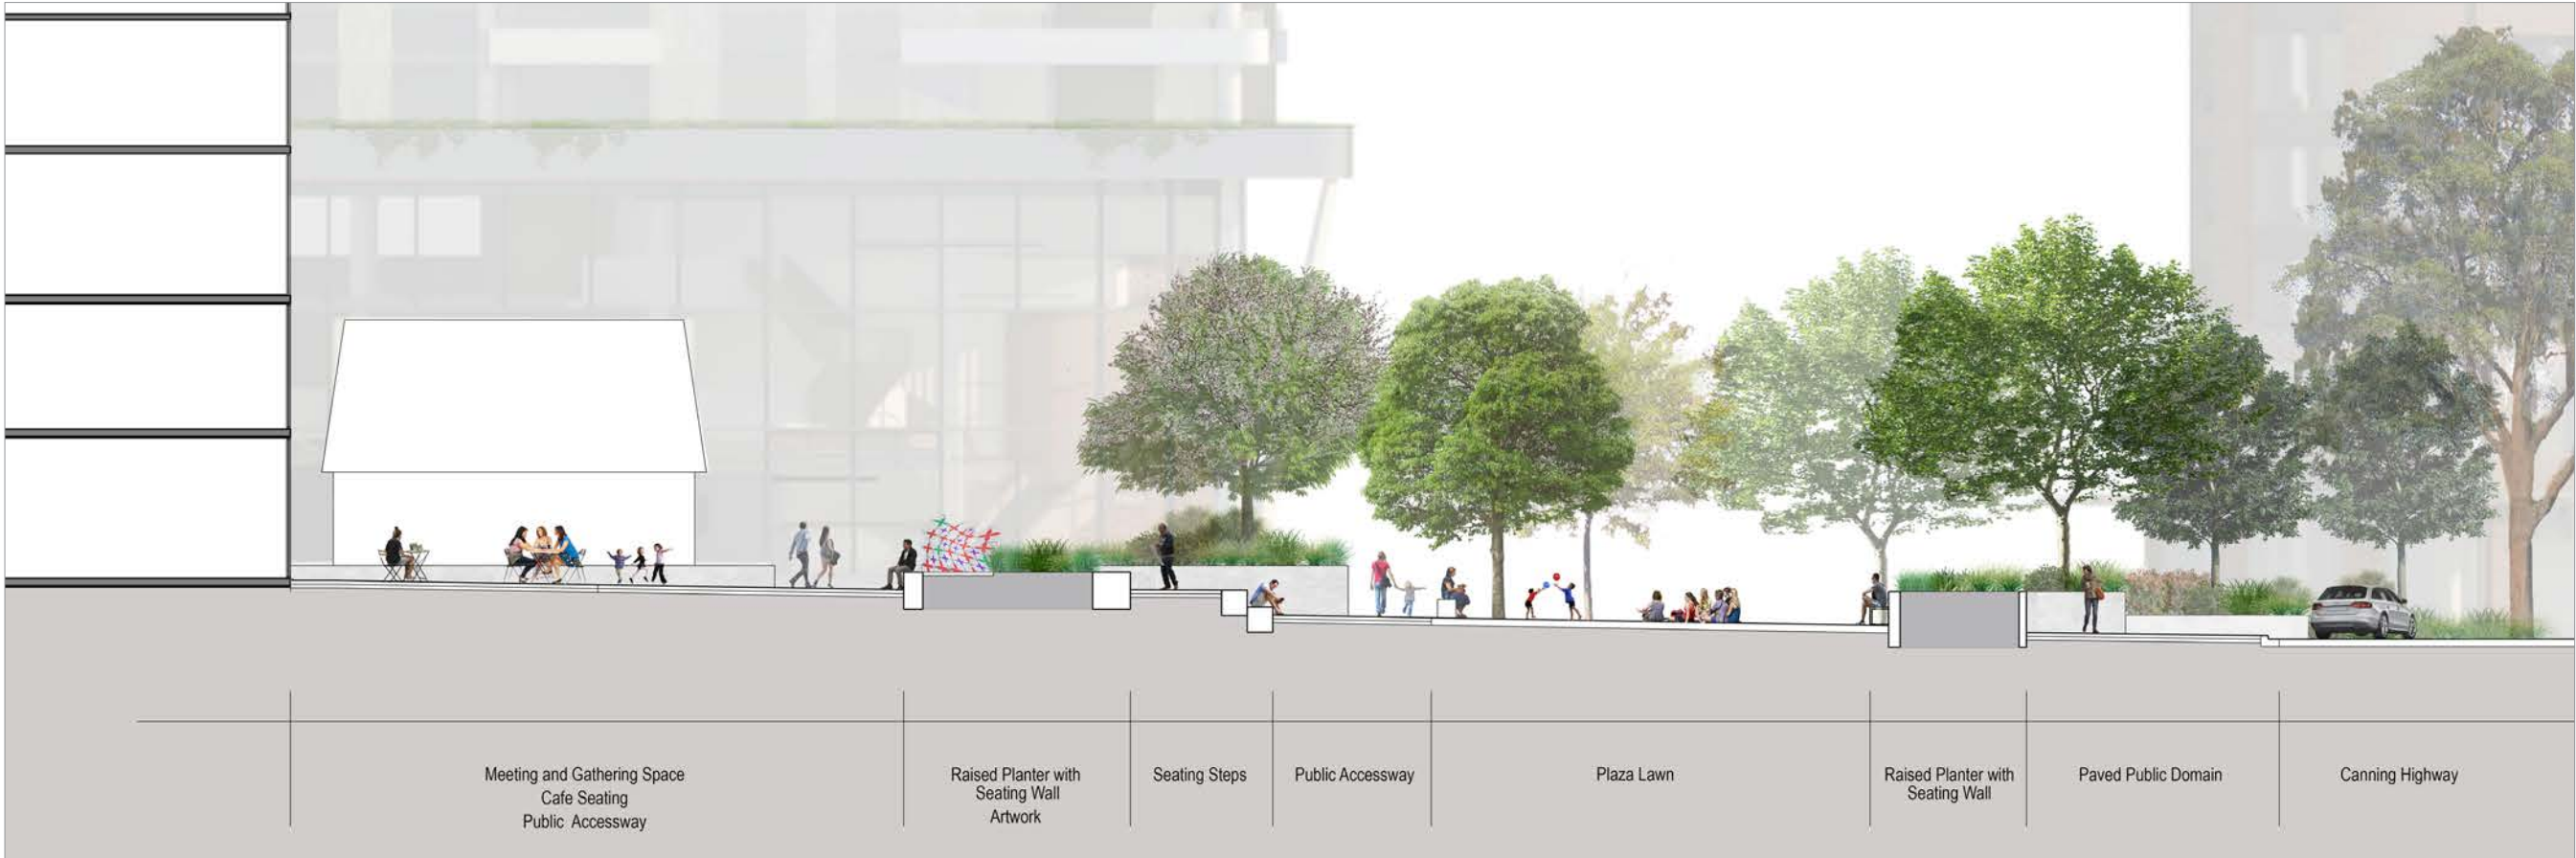 Meeting and Gathering Space
Cafe Seating
Public Accessway
Raised Planter with
Seating Wall
Artwork
Seating Steps
Public Accessway
Plaza Lawn
Raised Planter with
Seating Wall
Paved Public Domain
Canning Highway